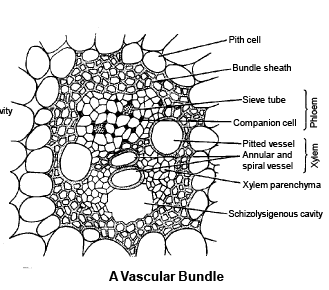 Pith cell
Bundle sheath
Sieve tube
Companion cell
Phloem
Pitted vessel
Annular and
spiral vessel
Xylem
Xylem parenchyma
Schizolysigenous cavity
vity
A Vascular Bundle